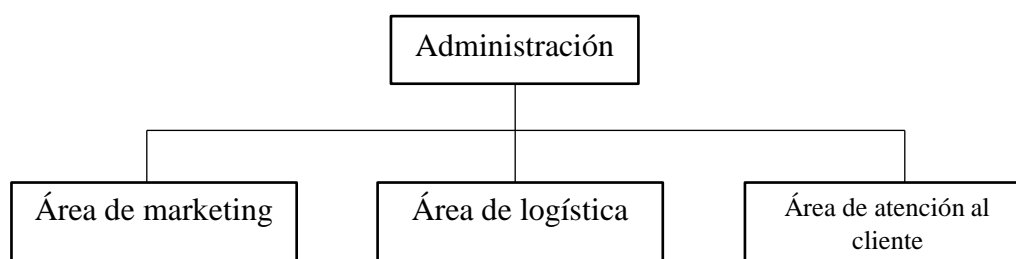 Administración
Área de marketing
Área de logística
Área de atención al
cliente